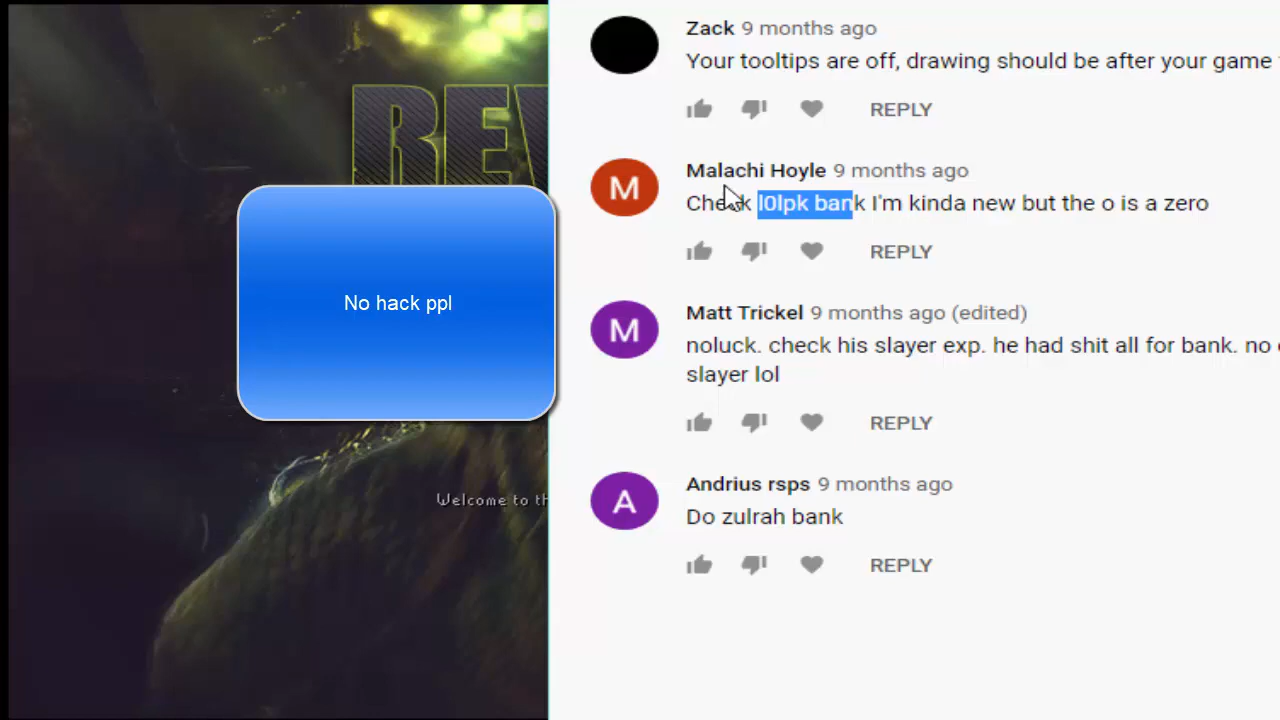 REV
No hack ppl
Welcome to th
Zack 9 months ago
Your tooltips are off, drawing should be after your game
REPLY
Malachi Hoyle 9 months ago
Check l0lpk bank I'm kinda new but the o is a zero
REPLY
Matt Trickel 9 months ago (edited)
noluck. check his slayer exp. he had shit all for bank. no
slayer lol
REPLY
Andrius rsps 9 months ago
Do zulrah bank
REPLY
M
M
A